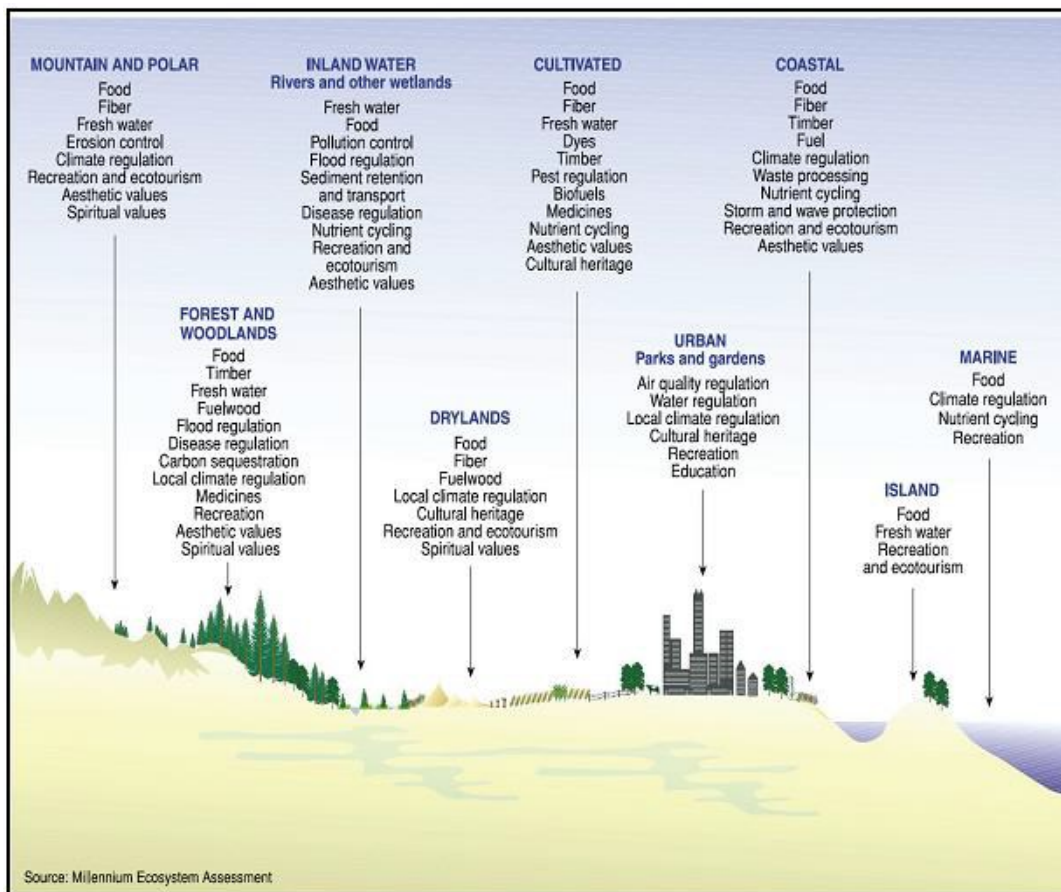 MOUNTAIN AND POLAR
Food
Fiber
Fresh water
Erosion control
Climate regulation
Recreation and ecotourism
Aesthetic values
Spiritual values
INLAND WATER
Rivers and other wetlands
Fresh water
Food
Pollution control
Flood regulation
Sediment retention
and transport
Disease regulation
Nutrient cycling
Recreation and
ecotourism
Aesthetic values
CULTIVATED
Food
Fiber
Fresh water
Dyes
Timber
Pest regulation
Biofuels
Medicines
Nutrient cycling
Aesthetic values
Cultural heritage
COASTAL
Food
Fiber
Timber
Fuel
Climate regulation
Waste processing
Nutrient cycling
Storm and wave protection
Recreation and ecotourism
Aesthetic values
FOREST AND
WOODLANDS
Food
Timber
Fresh water
Fuelwood
Flood regulation
Disease regulation
Carbon sequestration
Local climate regulation
Medicines
Recreation
Aesthetic values
Spiritual values
DRYLANDS
Food
Fiber
Fuelwood
Local climate regulation
Cultural heritage
Recreation and ecotourism
Spiritual values
URBAN
Parks and gardens
Air quality regulation
Water regulation
Local climate regulation
Cultural heritage
Recreation
Education
MARINE
Food
Climate regulation
Nutrient cycling
Recreation
ISLAND
Food
Fresh water
Recreation
and ecotourism
Source: Millennium Ecosystem Assessment